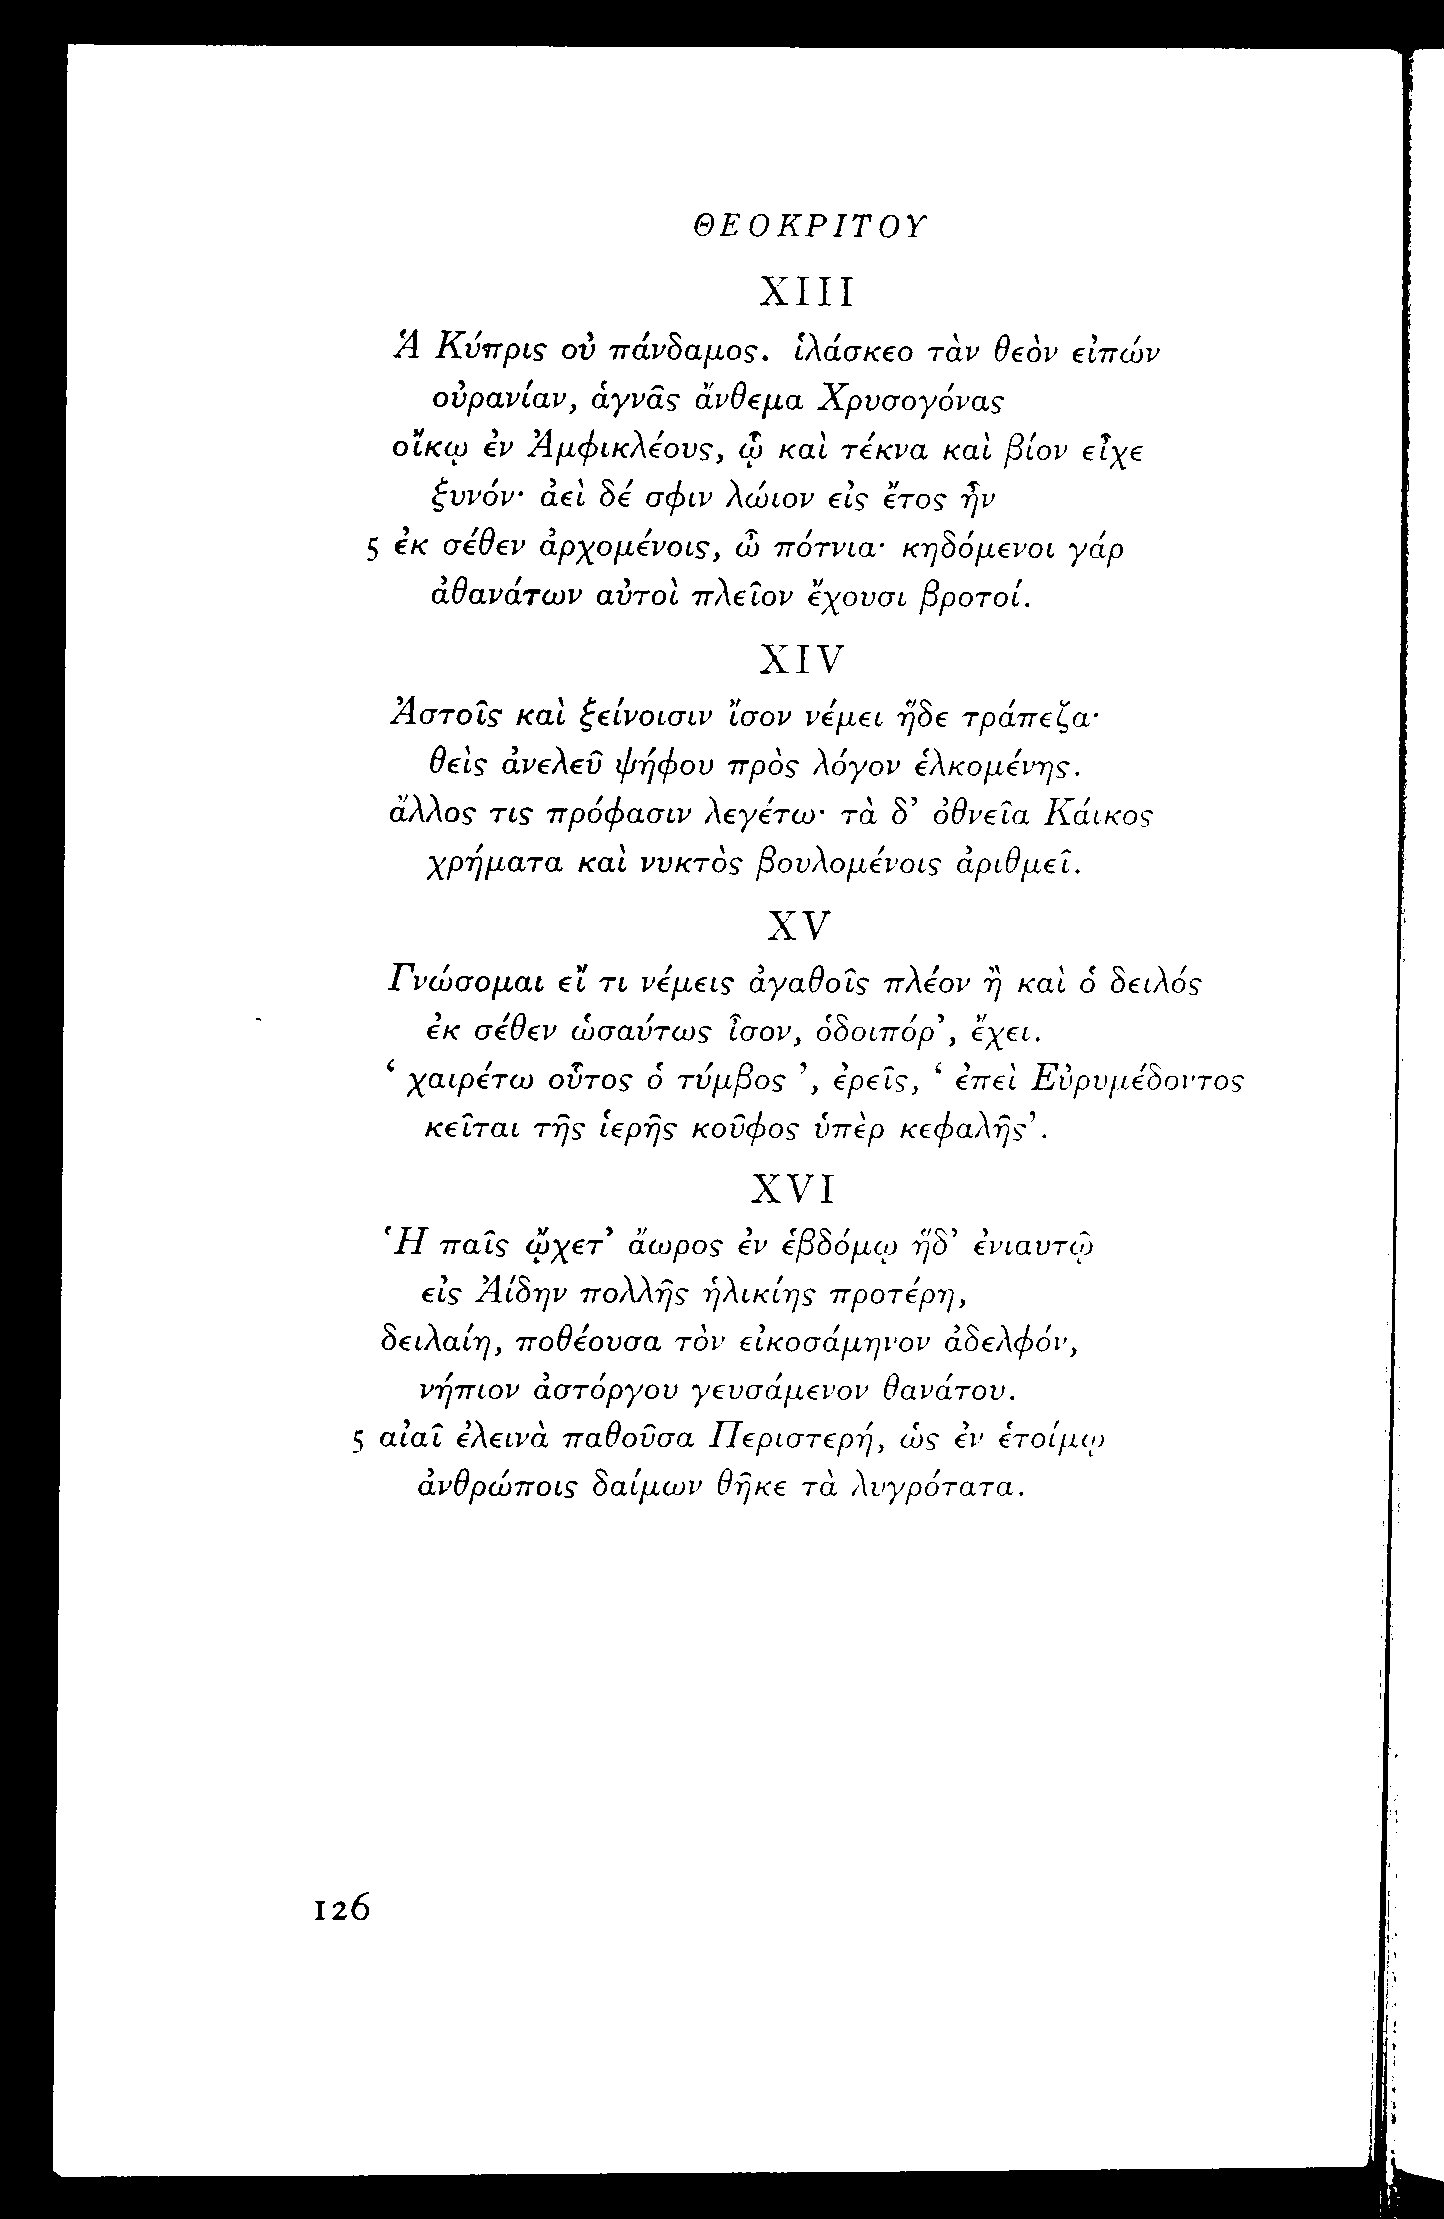 ΘΕΟΚΡΙΤΟΥ
XIII
Ἁ Κύπρις οὐ πάνδαμος. ἱλάσκεο τὰν θεὸν εἰπών
οὐρανίαν, ἁγνᾶς ἄνθεμα Χρυσογόνας
οἴκῳ ἐν Ἀμφικλέους, ᾧ καὶ τέκνα καὶ βίον εἶχε
ξυνόν· ἀεὶ δέ σφιν λώιον εἰς ἔτος ἦν
5 ἐκ σέθεν ἀρχομένοις, ὦ πότνια· κηδόμενοι γάρ
ἀθανάτων αὐτοὶ πλεῖον ἔχουσι βροτοί.
XIV
Ἀστοῖς καὶ ξείνοισιν ἴσον νέμει ἥδε τράπεζα·
θεὶς ἀνελεῦ ψήφου πρὸς λόγον ἑλκομένης.
ἄλλος τις πρόφασιν λεγέτω· τὰ δ’ ὀθνεῖα Κάικος
χρήματα καὶ νυκτὸς βουλομένοις ἀριθμεῖ.
XV
Γνώσομαι εἴ τι νέμεις ἀγαθοῖς πλέον ἢ καὶ ὁ δειλός
ἐκ σέθεν ὡσαύτως ἶσον, ὁδοιπόρ’, ἔχει.
‘ χαιρέτω οὗτος ὁ τύμβος ’, ἐρεῖς, ‘ ἐπεὶ Εὐρυμέδοντος
κεῖται τῆς ἱερῆς κοῦφος ὑπὲρ κεφαλῆς’.
XVI
Ἡ παῖς ᾤχετ’ ἄωρος ἐν ἑβδόμῳ ἥδ’ ἐνιαυτῷ
εἰς Ἀίδην πολλῆς ἡλικίης προτέρη,
δειλαίη, ποθέουσα τὸν εἰκοσάμηνον ἀδελφόν,
νήπιον ἀστόργου γευσάμενον θανάτου.
5 αἰαῖ ἐλεινὰ παθοῦσα Περιστερή, ὡς ἐν ἑτοίμῳ
ἀνθρώποις δαίμων θῆκε τὰ λυγρότατα.
126